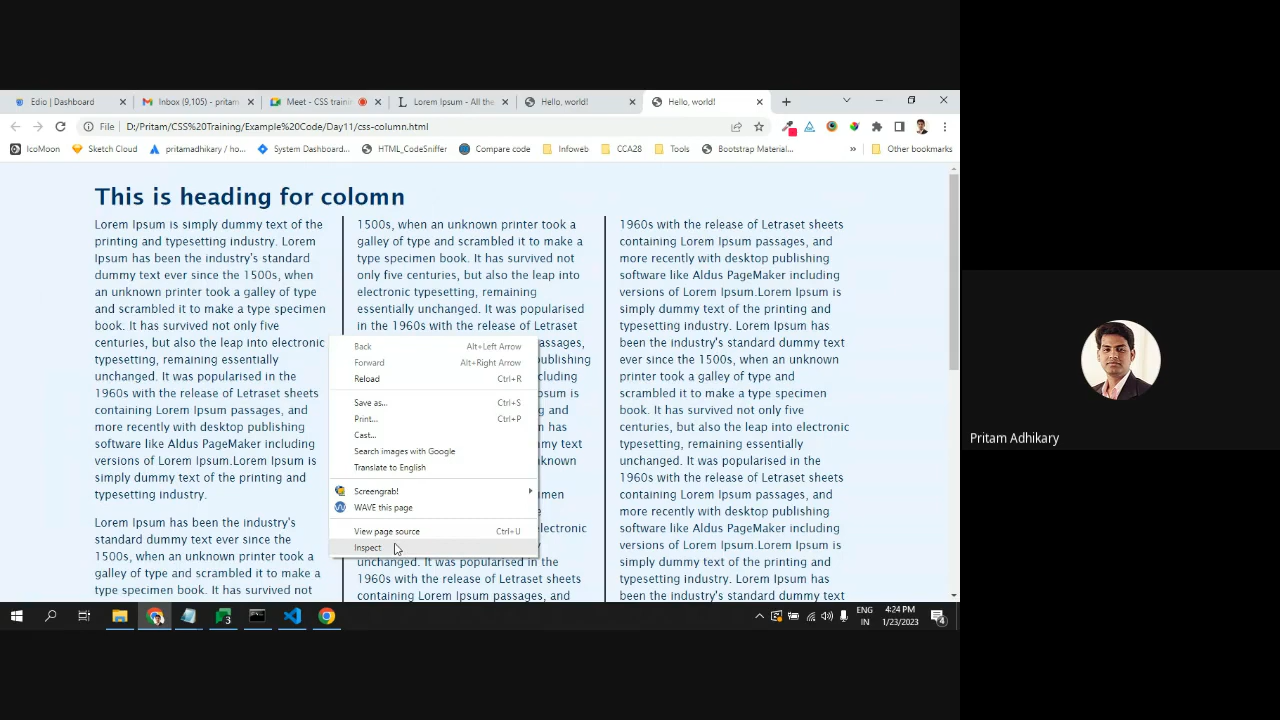 Edio | Dashboard
Inbox (9,105) - pritam
Meet - CSS traini
Lorem Ipsum - All the
Hello, world!
Hello, world!
File
D:/Pritam/CSS%20Training/Example%20Code/Day11/css-column.html
IcoMoon
Sketch Cloud
pritamadhikary / ho...
System Dashboard...
HTML_CodeSniffer
Compare code
Infoweb
CCA28
Tools
Bootstrap Material...
»
Other bookmarks
This is heading for colomn
Lorem Ipsum is simply dummy text of the
printing and typesetting industry. Lorem
Ipsum has been the industry's standard
dummy text ever since the 1500s, when
an unknown printer took a galley of type
and scrambled it to make a type specimen
book. It has survived not only five
centuries, but also the leap into electronic
typesetting, remaining essentially
unchanged. It was popularised in the
1960s with the release of Letraset sheets
containing Lorem Ipsum passages, and
more recently with desktop publishing
software like Aldus PageMaker including
versions of Lorem Ipsum.Lorem Ipsum is
simply dummy text of the printing and
typesetting industry.
Lorem Ipsum has been the industry's
standard dummy text ever since the
1500s, when an unknown printer took a
galley of type and scrambled it to make a
type specimen book. It has survived not
1500s, when an unknown printer took a
galley of type and scrambled it to make a
type specimen book. It has survived not
only five centuries, but also the leap into
electronic typesetting, remaining
essentially unchanged. It was popularised
in the 1960s with the release of Letraset
assages,
ublishing
cluding
sum is
g and
my text
known
men
lectronic
unchanged. It was popularised in the
1960s with the release of Letraset sheets
containing Lorem Ipsum passages, and
1960s with the release of Letraset sheets
containing Lorem Ipsum passages, and
more recently with desktop publishing
software like Aldus PageMaker including
versions of Lorem Ipsum.Lorem Ipsum is
simply dummy text of the printing and
typesetting industry. Lorem Ipsum has
been the industry's standard dummy text
ever since the 1500s, when an unknown
printer took a galley of type and
scrambled it to make a type specimen
book. It has survived not only five
centuries, but also the leap into electronic
typesetting, remaining essentially
unchanged. It was popularised in the
1960s with the release of Letraset sheets
containing Lorem Ipsum passages, and
more recently with desktop publishing
software like Aldus PageMaker including
versions of Lorem Ipsum.Lorem Ipsum is
simply dummy text of the printing and
typesetting industry. Lorem Ipsum has
been the industry's standard dummy text
Back Alt+Left Arrow
Forward Alt+Right Arrow
Reload Ctrl+R
Save as... Ctrl+S
Print... Ctrl+P
Cast...
Search images with Google
Translate to English
Screengrab!
WAVE this page
View page source Ctrl+U
Inspect
3
ENG
IN
4:24 PM
1/23/2023
4
Pritam Adhikary